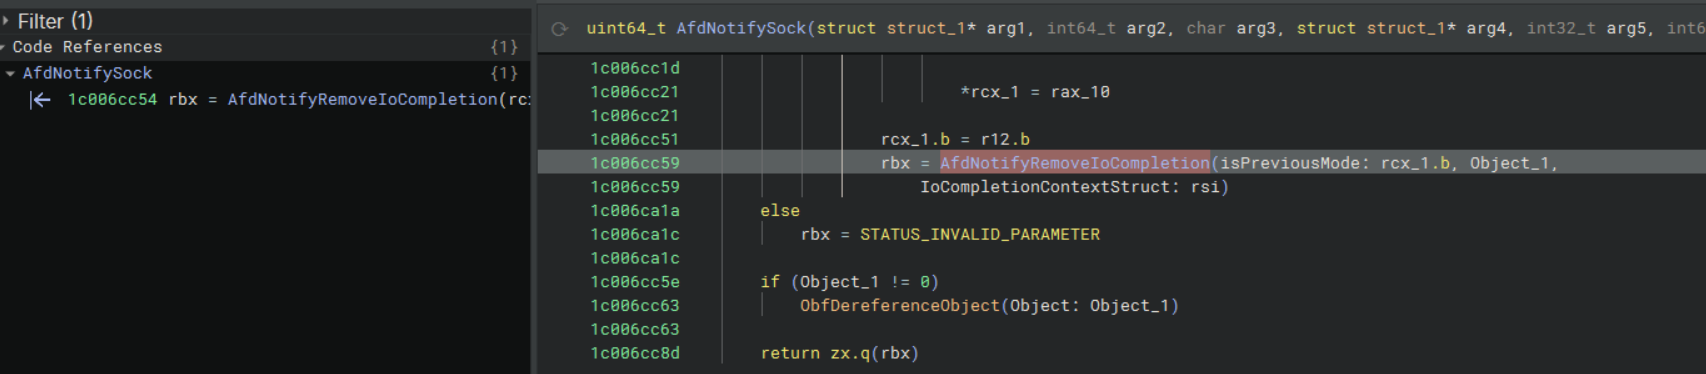 Filter (1)
Code References {1}
AfdNotifySock {1}
1c006cc54 rbx = AfdNotifyRemoveIoCompletion(rc
uint64_t AfdNotifySock(struct struct_1* arg1, int64_t arg2, char arg3, struct struct_1* arg4, int32_t arg5, int6
1c006cc1d
1c006cc21 *rcx_1 = rax_10
1c006cc21
1c006cc51 rcx_1.b = r12.b
1c006cc59 rbx = AfdNotifyRemoveIoCompletion(isPreviousMode: rcx_1.b, Object_1,
1c006cc59 IoCompletionContextStruct: rsi)
1c006ca1a else
1c006ca1c rbx = STATUS_INVALID_PARAMETER
1c006ca1c
1c006cc5e if (Object_1 != 0)
1c006cc63 ObfDereferenceObject(Object: Object_1)
1c006cc63
1c006cc8d return zx.q(rbx)